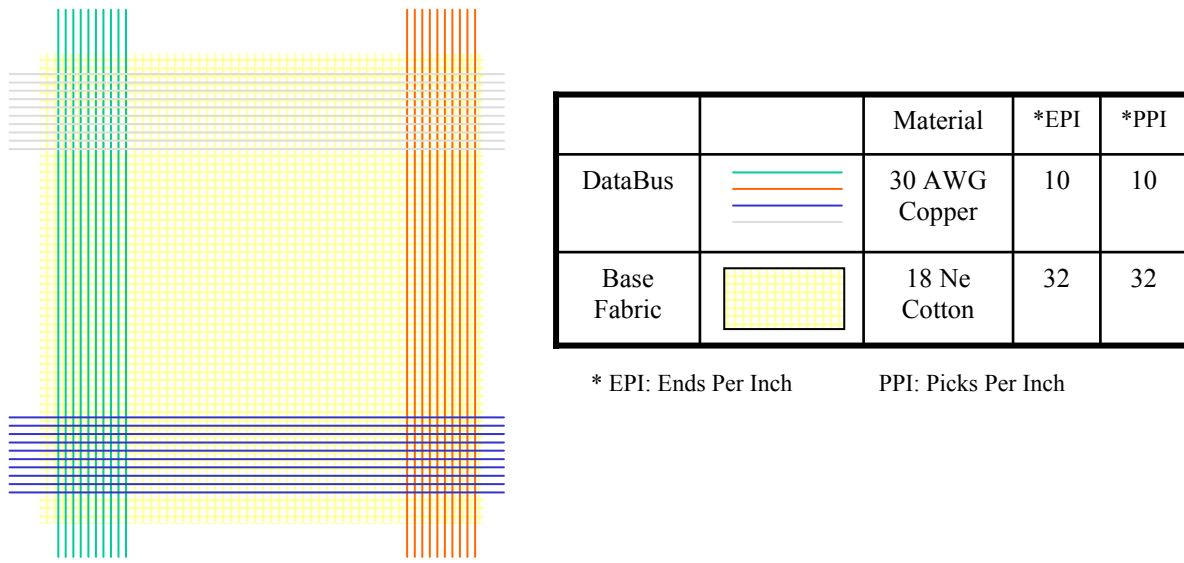 Material *EPI *PPI
DataBus 30 AWG Copper 10 10
Base Fabric 18 Ne Cotton 32 32
* EPI: Ends Per Inch PPI: Picks Per Inch